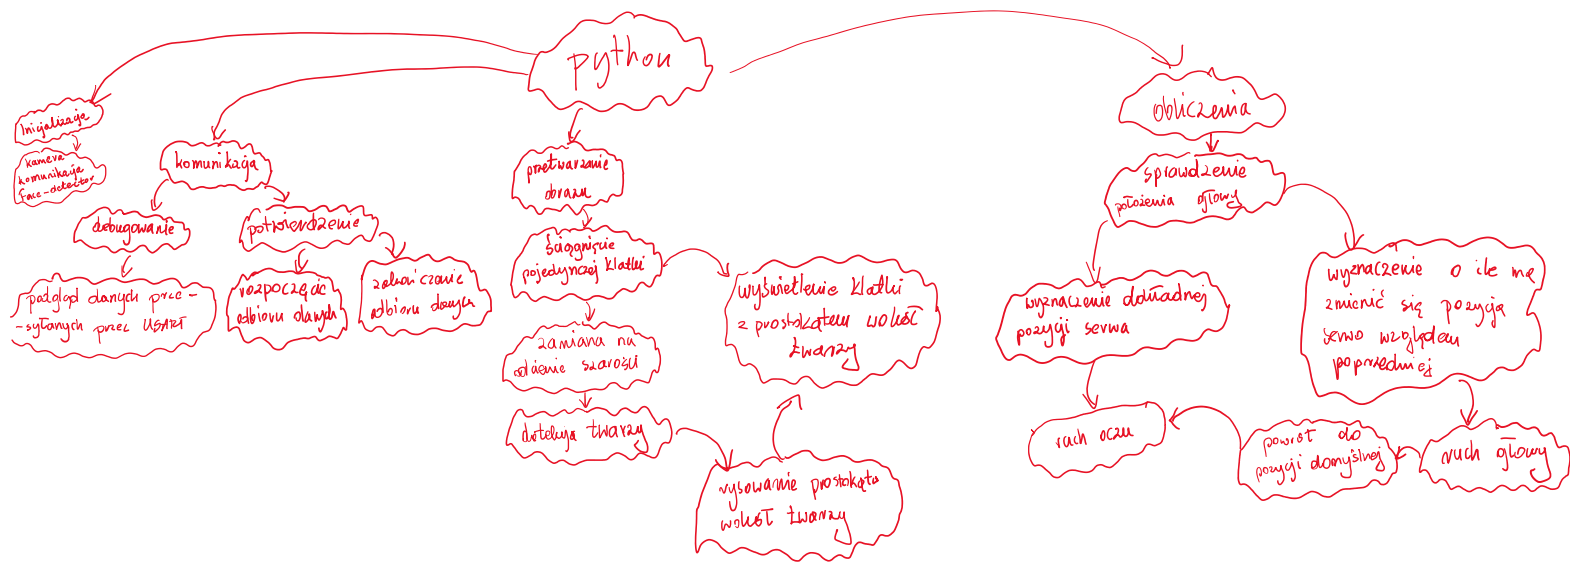 python
Inicjalizacja
kamera
komunikacja
face-detector
komunikacja
debugowanie
podgląd danych prze-
-syłanych przez USART
potwierdzenie
rozpoczęcie
odbioru danych
zakończenie
odbioru danych
przetwarzanie
obrazu
ściągnięcie
pojedynczej klatki
zamiana na
odcienie szarości
detekcja twarzy
rysowanie prostokąta
wokół twarzy
wyświetlenie klatki
z prostokątem wokół
twarzy
obliczenia
sprawdzenie
położenia głowy
wyznaczenie dokładnej
pozycji serwa
ruch oczu
wyznaczenie o ile ma
zmienić się pozycja
serwo względem
poprzedniej
ruch głowy
powrót do
pozycji domyślnej